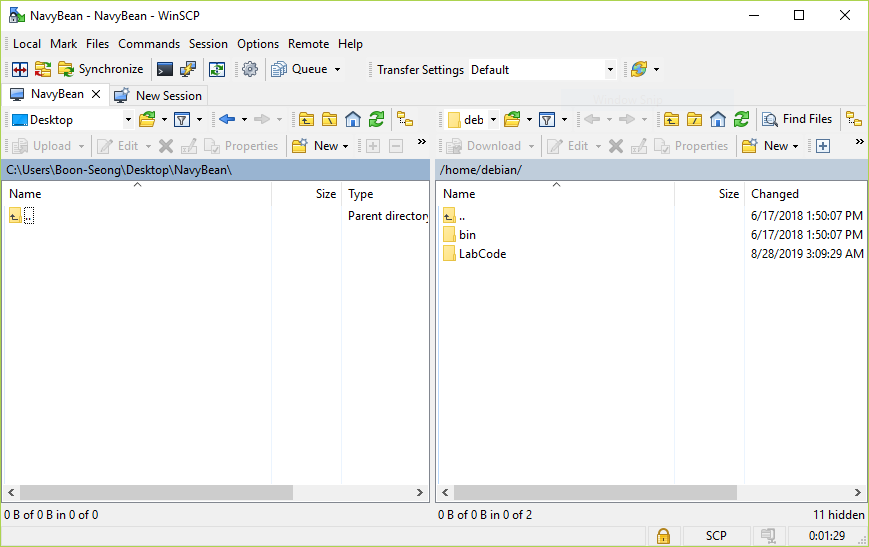 NavyBean - NavyBean - WinSCP
Local Mark Files Commands Session Options Remote Help
Synchronize Queue Transfer Settings Default
NavyBean New Session
Desktop deb Find Files
Upload Edit Properties New Download Edit Properties New
C:\Users\Boon-Seong\Desktop\NavyBean\ /home/debian/
Name Size Type Name Size Changed
.. Parent directory .. 6/17/2018 1:50:07 PM
bin 6/17/2018 1:50:07 PM
LabCode 8/28/2019 3:09:29 AM
0 B of 0 B in 0 of 0 0 B of 0 B in 0 of 2 11 hidden
SCP 0:01:29